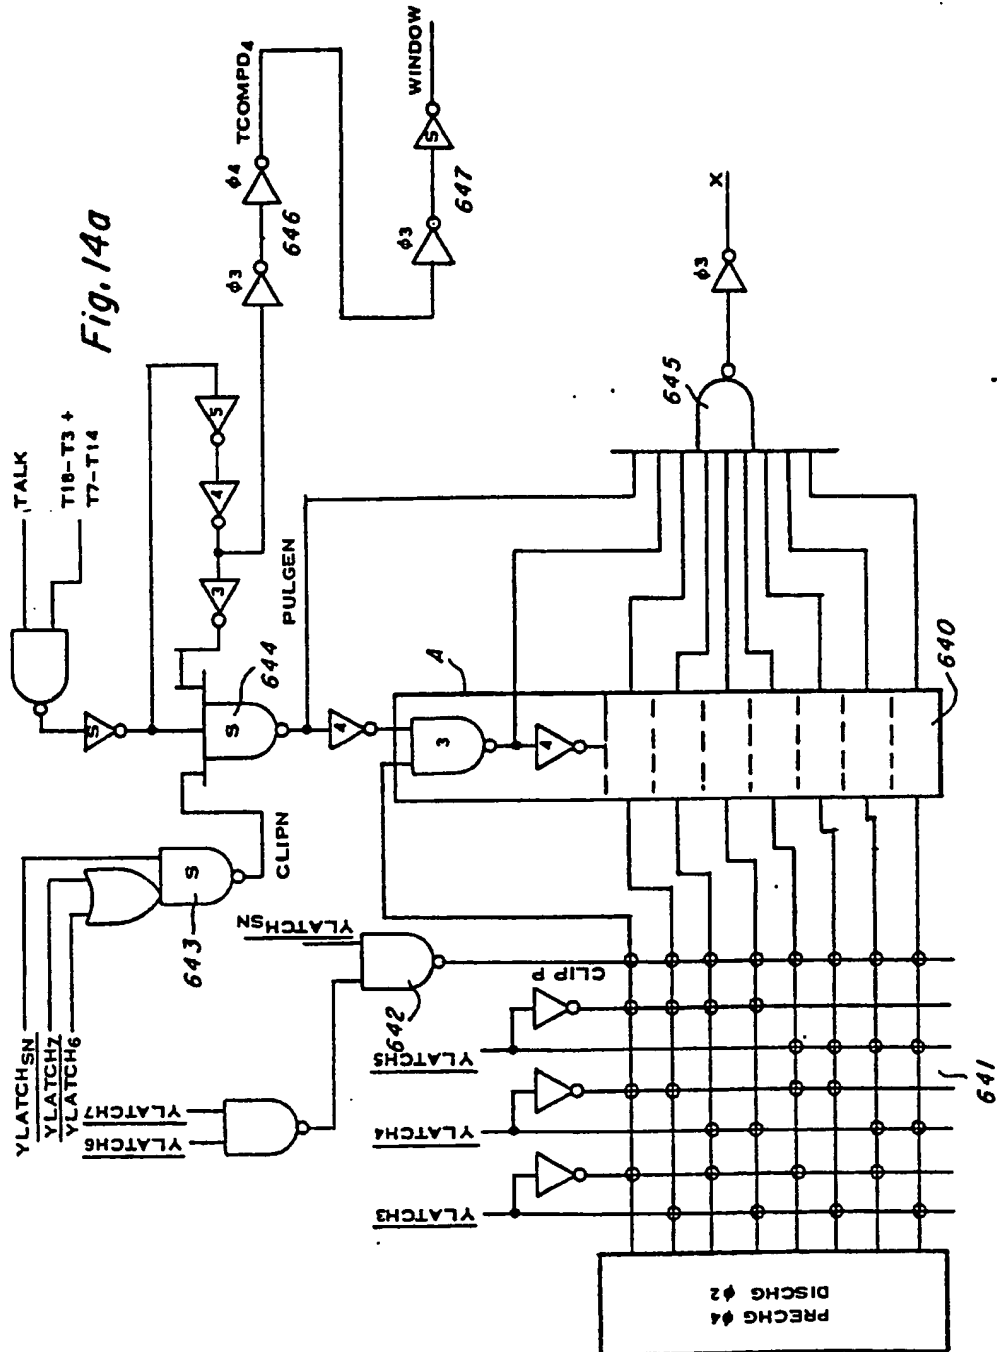 Fig. 14a
TALK
T18-T3 +
T7-T14
S
S
4
3
φ3
φ4
646
TCOMPD4
φ3
647
S
WINDOW
S
644
PULGEN
YLATCHSN
YLATCH7
YLATCH6
S
643
CLIPN
4
A
3
4
640
645
φ3
X
YLATCH7
YLATCH6
YLATCHSN
642
CLIP P
YLATCH5
YLATCH4
YLATCH3
641
PRECHG φ4
DISCHG φ2